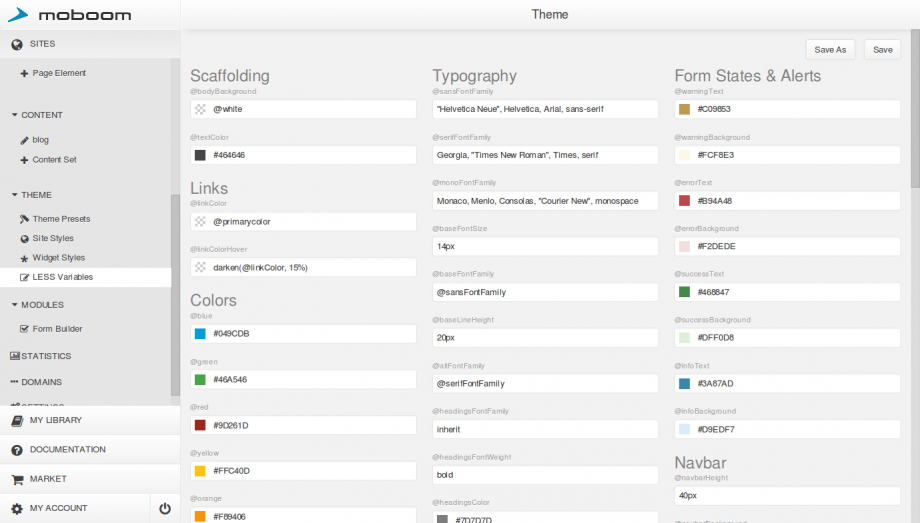 moboom
Theme
SITES
Page Element
CONTENT
blog
Content Set
THEME
Theme Presets
Site Styles
Widget Styles
LESS Variables
MODULES
Form Builder
STATISTICS
DOMAINS
SETTINGS
MY LIBRARY
DOCUMENTATION
MARKET
MY ACCOUNT
Save As
Save
Scaffolding
@bodyBackground
@white
@textColor
#464646
Links
@linkColor
@primarycolor
@linkColorHover
darken(@linkColor, 15%)
Colors
@blue
#049CDB
@green
#46A546
@red
#9D261D
@yellow
#FFC40D
@orange
#F89406
Typography
@sansFontFamily
"Helvetica Neue", Helvetica, Arial, sans-serif
@serifFontFamily
Georgia, "Times New Roman", Times, serif
@monoFontFamily
Monaco, Menlo, Consolas, "Courier New", monospace
@baseFontSize
14px
@baseFontFamily
@sansFontFamily
@baseLineHeight
20px
@altFontFamily
@serifFontFamily
@headingsFontFamily
inherit
@headingsFontWeight
bold
@headingsColor
#7D7D7D
Form States & Alerts
@warningText
#C09853
@warningBackground
#FCF8E3
@errorText
#B94A48
@errorBackground
#F2DEDE
@successText
#468847
@successBackground
#DFF0D8
@infoText
#3A87AD
@infoBackground
#D9EDF7
Navbar
@navbarHeight
40px
@navbarBackground